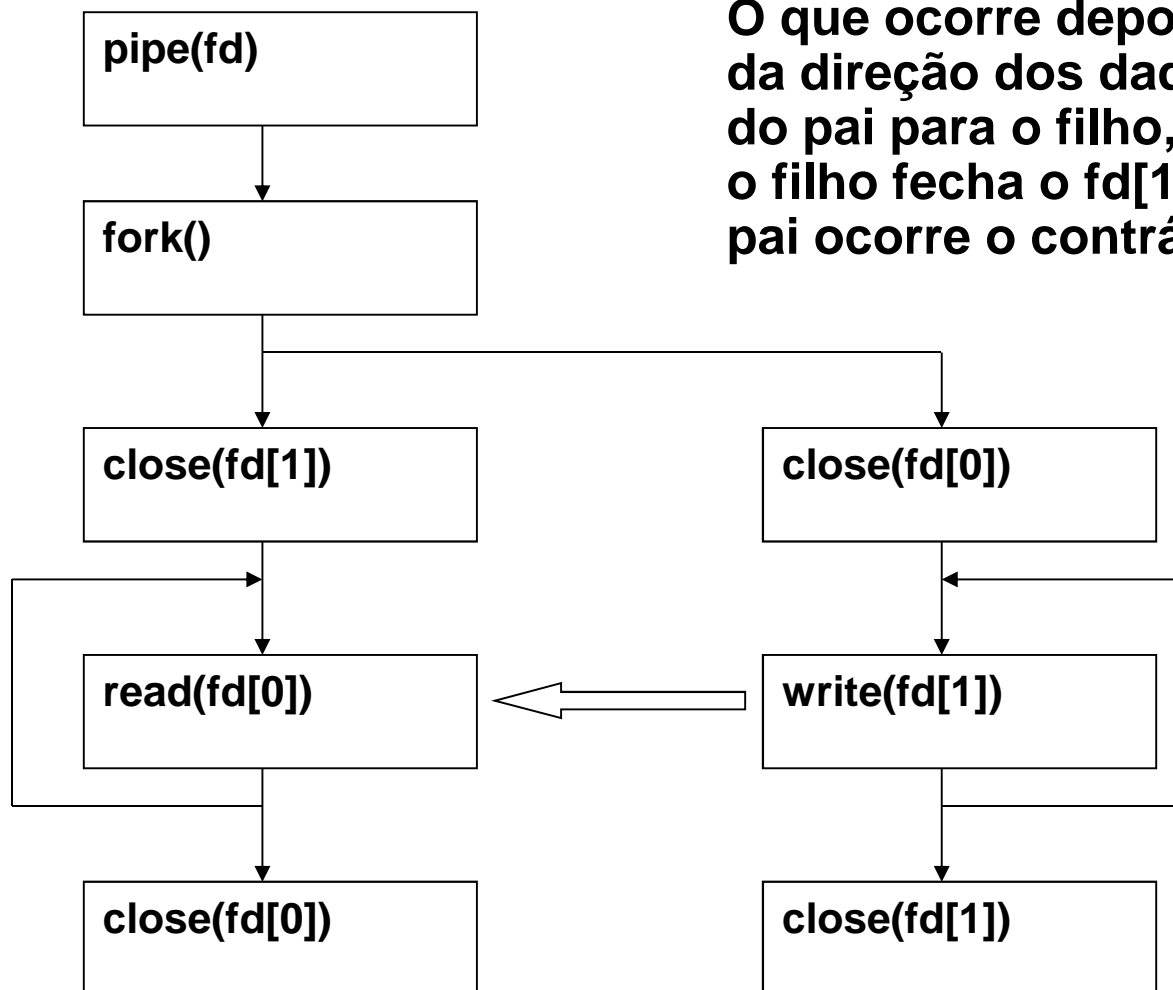 pipe(fd)
O que ocorre depo
da direção dos dad
do pai para o filho,
o filho fecha o fd[1
pai ocorre o contrá
fork()
close(fd[1])
close(fd[0])
read(fd[0])
write(fd[1])
close(fd[0])
close(fd[1])